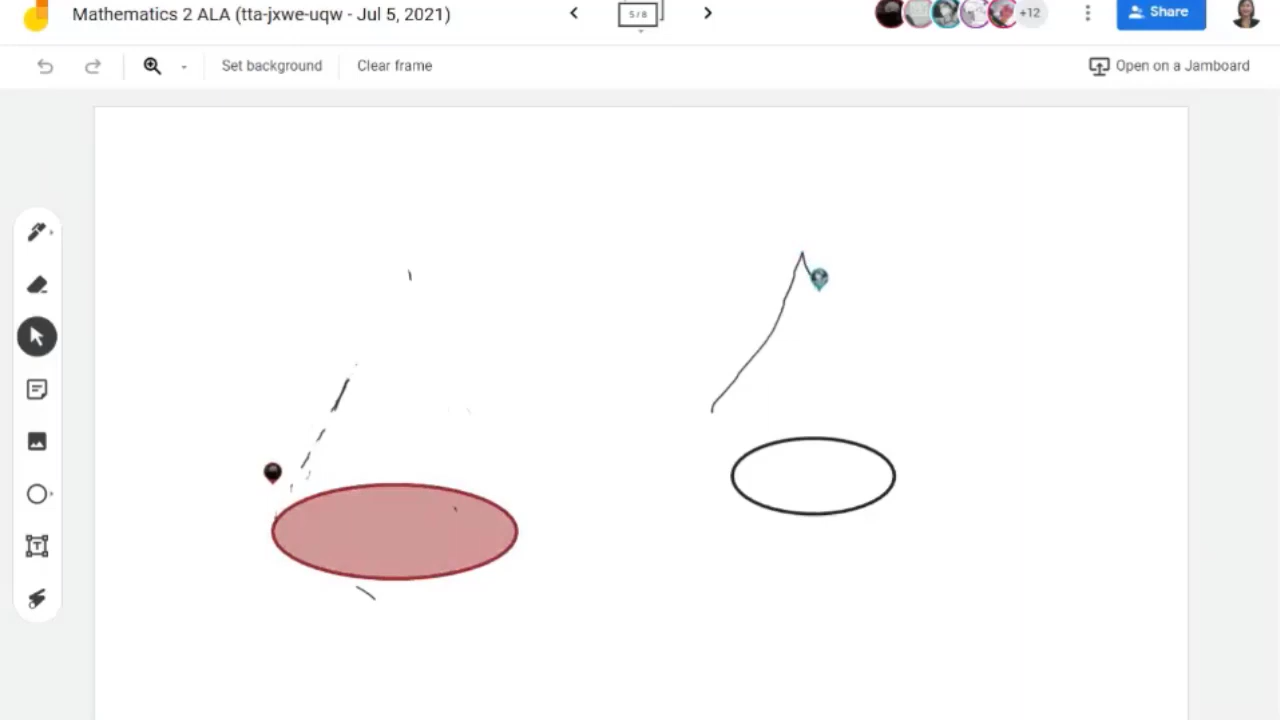 Mathematics 2 ALA (tta-jxwe-uqw - Jul 5, 2021)
5 / 8
+12
Share
Set background
Clear frame
Open on a Jamboard
T